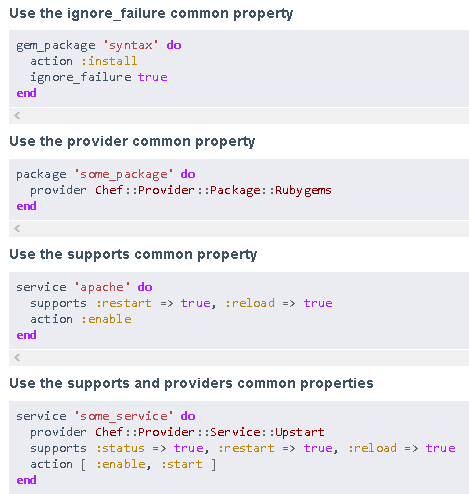 Use the ignore_failure common property
gem_package 'syntax' do
  action :install
  ignore_failure true
end
Use the provider common property
package 'some_package' do
  provider Chef::Provider::Package::Rubygems
end
Use the supports common property
service 'apache' do
  supports :restart => true, :reload => true
  action :enable
end
Use the supports and providers common properties
service 'some_service' do
  provider Chef::Provider::Service::Upstart
  supports :status => true, :restart => true, :reload => true
  action [ :enable, :start ]
end